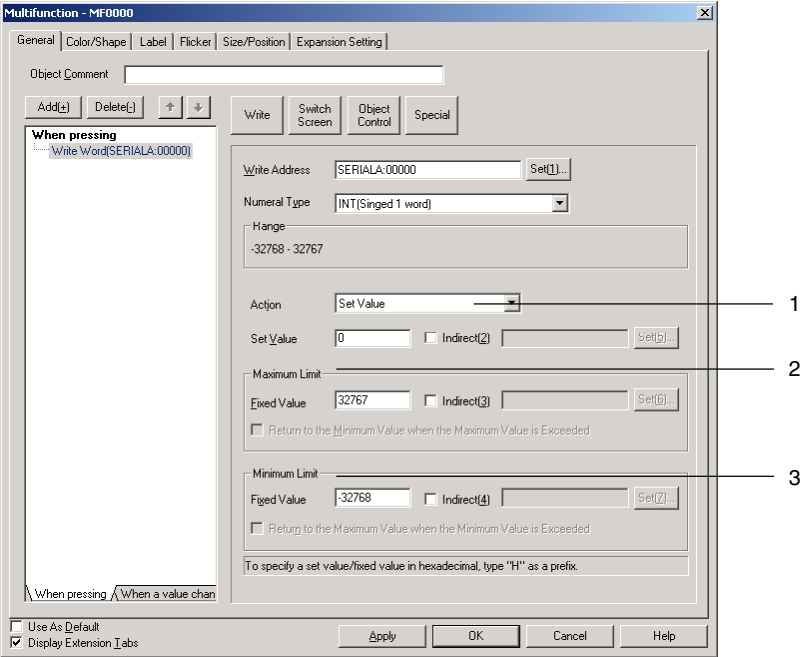 Multifunction - MF0000
General Color/Shape Label Flicker Size/Position Expansion Setting
Object Comment
Add(+) Delete(-)
Write Switch Screen Object Control Special
When pressing
Write Word(SERIALA:00000)
Write Address SERIALA:00000 Set(1)...
Numeral Type INT(Singed 1 word)
Range
-32768 - 32767
Action Set Value 1
Set Value 0 Indirect(2) Set(5)...
Maximum Limit 2
Fixed Value 32767 Indirect(3) Set(6)...
Return to the Minimum Value when the Maximum Value is Exceeded
Minimum Limit 3
Fixed Value -32768 Indirect(4) Set(7)...
Return to the Maximum Value when the Minimum Value is Exceeded
To specify a set value/fixed value in hexadecimal, type "H" as a prefix.
When pressing When a value chan
Use As Default
Display Extension Tabs
Apply OK Cancel Help